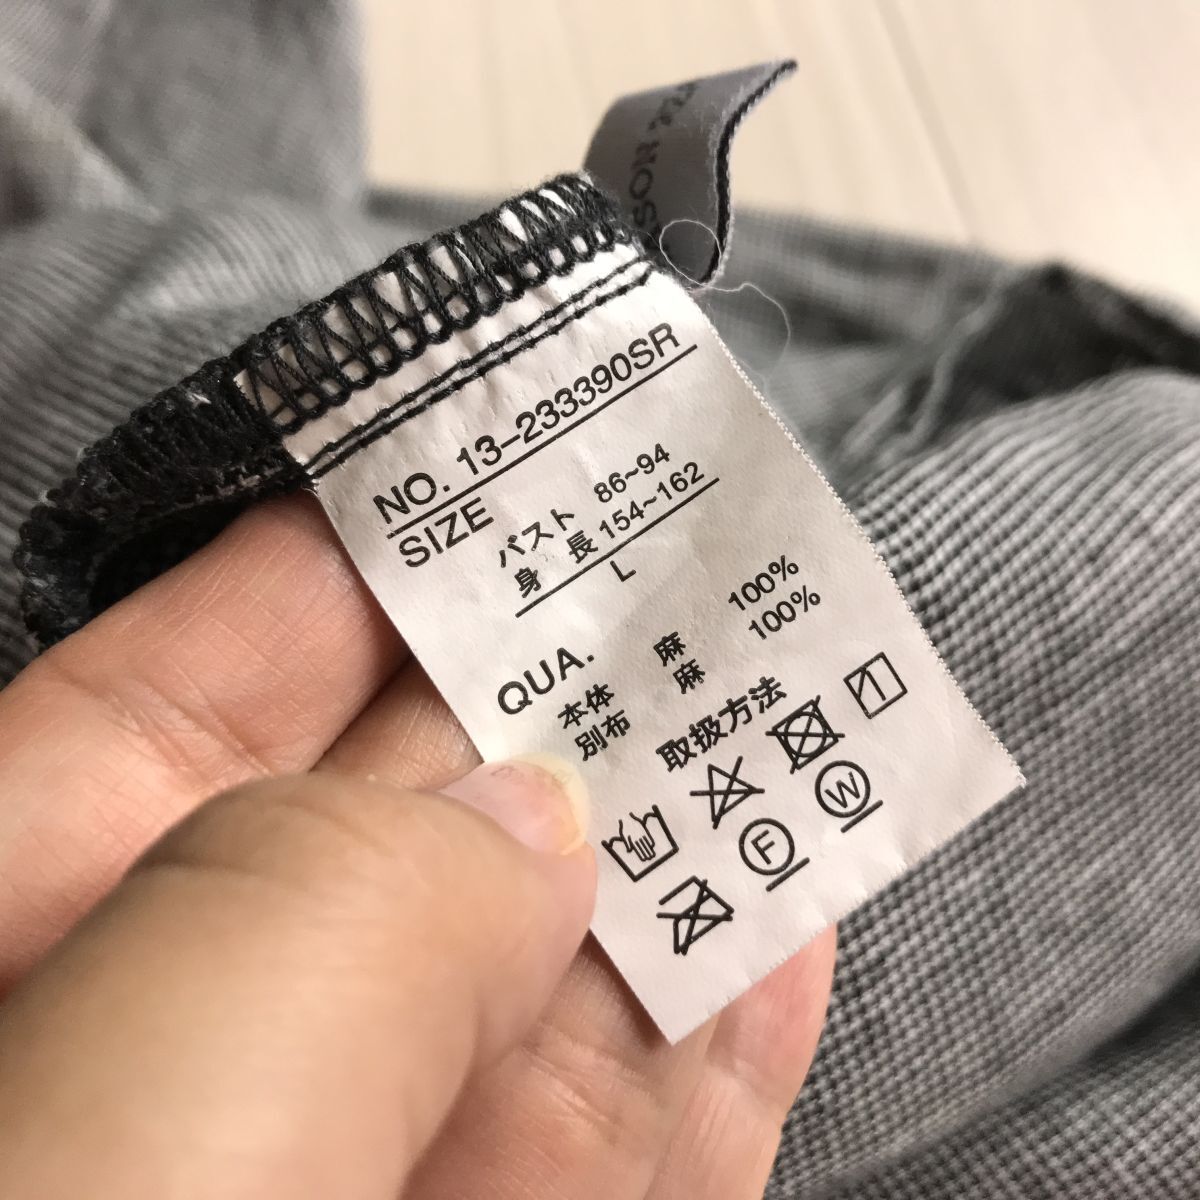 SON
NO. 13-233390SR
SIZE
バスト 86~94
身 長 154~162
L
QUA.
本体 麻 100%
別布 麻 100%
取扱方法
F
W